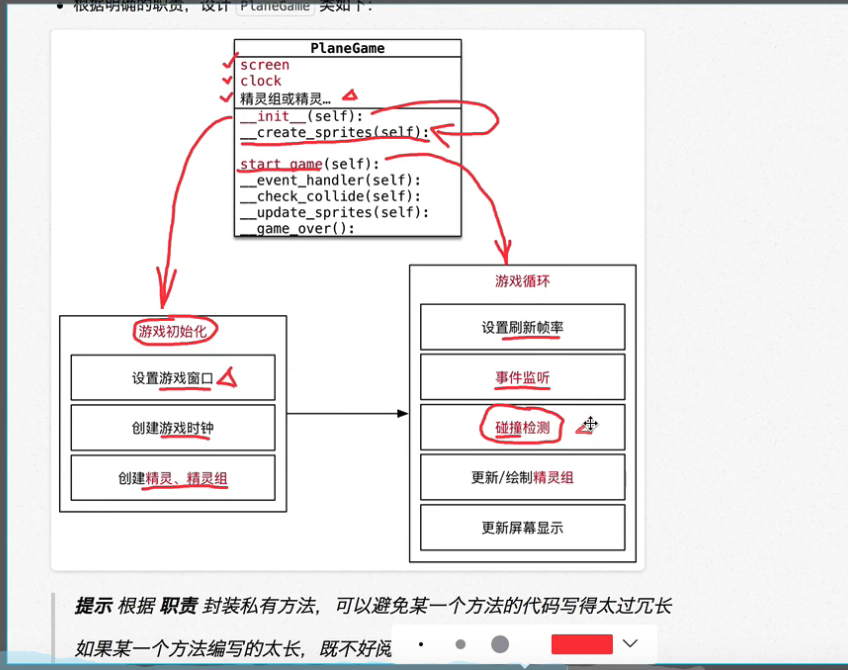 根据明确的职责，设计 PlaneGame 类如下：
PlaneGame
screen
clock
精灵组或精灵…
__init__(self):
__create_sprites(self):
start_game(self):
__event_handler(self):
__check_collide(self):
__update_sprites(self):
__game_over():
游戏初始化
设置游戏窗口
创建游戏时钟
创建精灵、精灵组
游戏循环
设置刷新帧率
事件监听
碰撞检测
更新/绘制精灵组
更新屏幕显示
提示 根据 职责 封装私有方法，可以避免某一个方法的代码写得太过冗长
如果某一个方法编写的太长，既不好阅